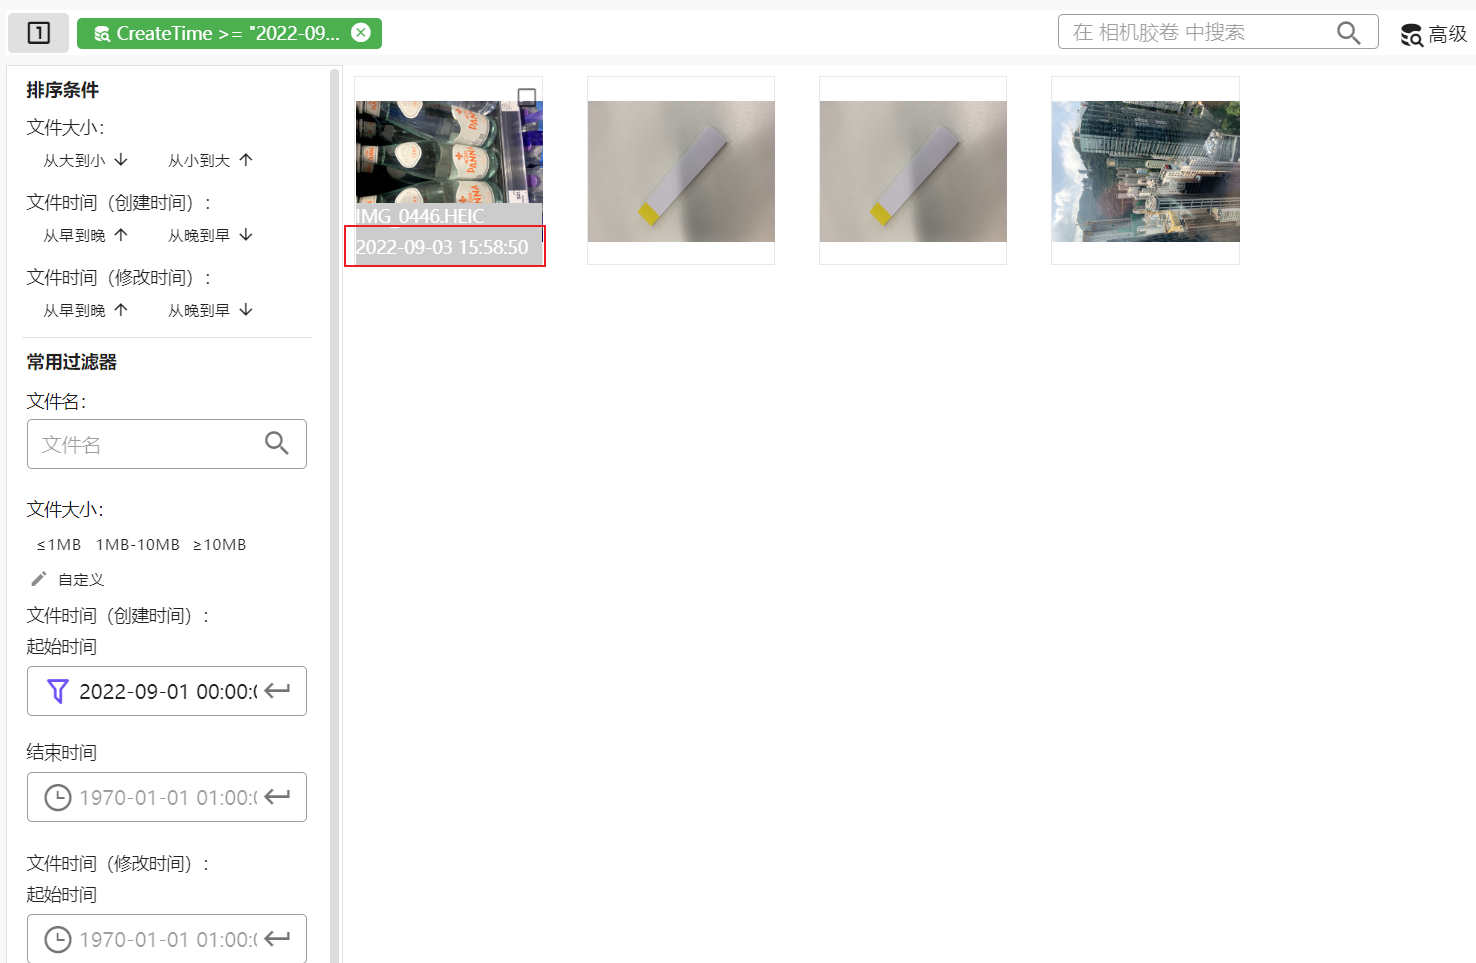 1
CreateTime >= "2022-09...
在 相机胶卷 中搜索
高级
排序条件
文件大小：
从大到小 ↓ 从小到大 ↑
文件时间（创建时间）：
从早到晚 ↑ 从晚到早 ↓
文件时间（修改时间）：
从早到晚 ↑ 从晚到早 ↓
常用过滤器
文件名：
文件名
文件大小：
≤1MB 1MB-10MB ≥10MB
自定义
文件时间（创建时间）：
起始时间
2022-09-01 00:00:0
结束时间
1970-01-01 01:00:0
文件时间（修改时间）：
起始时间
1970-01-01 01:00:0
PANNA
IMG_0446.HEIC
2022-09-03 15:58:50